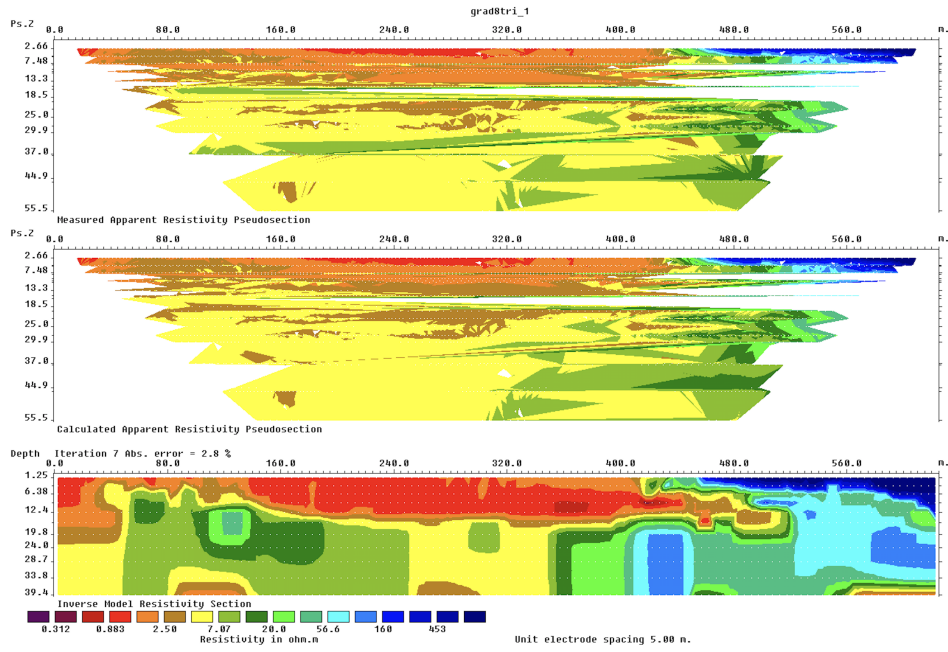 grad8tri_1
Ps.Z 0.0 80.0 160.0 240.0 320.0 400.0 480.0 560.0 m.
2.66
7.48
13.3
18.5
25.0
29.9
37.0
44.9
55.5
Measured Apparent Resistivity Pseudosection
Ps.Z 0.0 80.0 160.0 240.0 320.0 400.0 480.0 560.0 m.
2.66
7.48
13.3
18.5
25.0
29.9
37.0
44.9
55.5
Calculated Apparent Resistivity Pseudosection
Depth Iteration 7 Abs. error = 2.8 %
0.0 80.0 160.0 240.0 320.0 400.0 480.0 560.0 m.
1.25
6.38
12.4
19.8
24.0
28.7
33.8
39.4
Inverse Model Resistivity Section
0.312 0.883 2.50 7.07 20.0 56.6 160 453
Resistivity in ohm.m Unit electrode spacing 5.00 m.